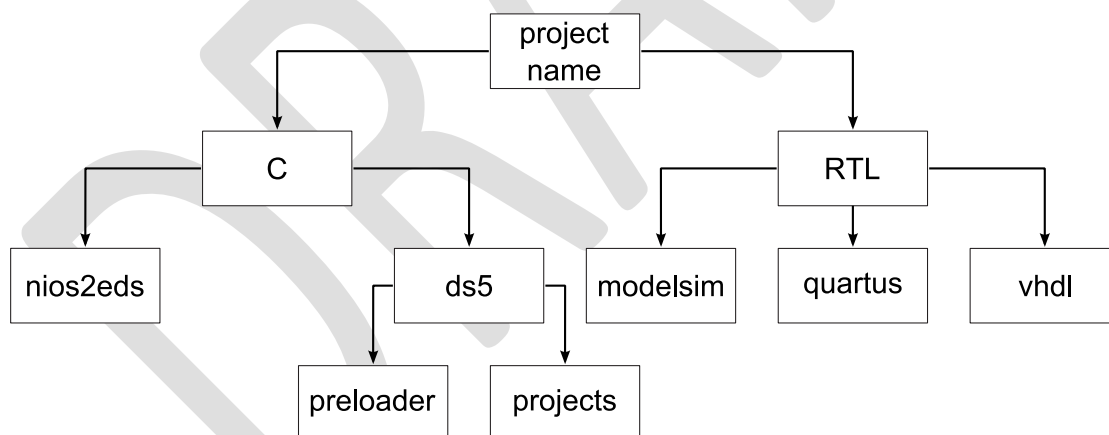 project
name
C
RTL
nios2eds
ds5
modelsim
quartus
vhdl
preloader
projects